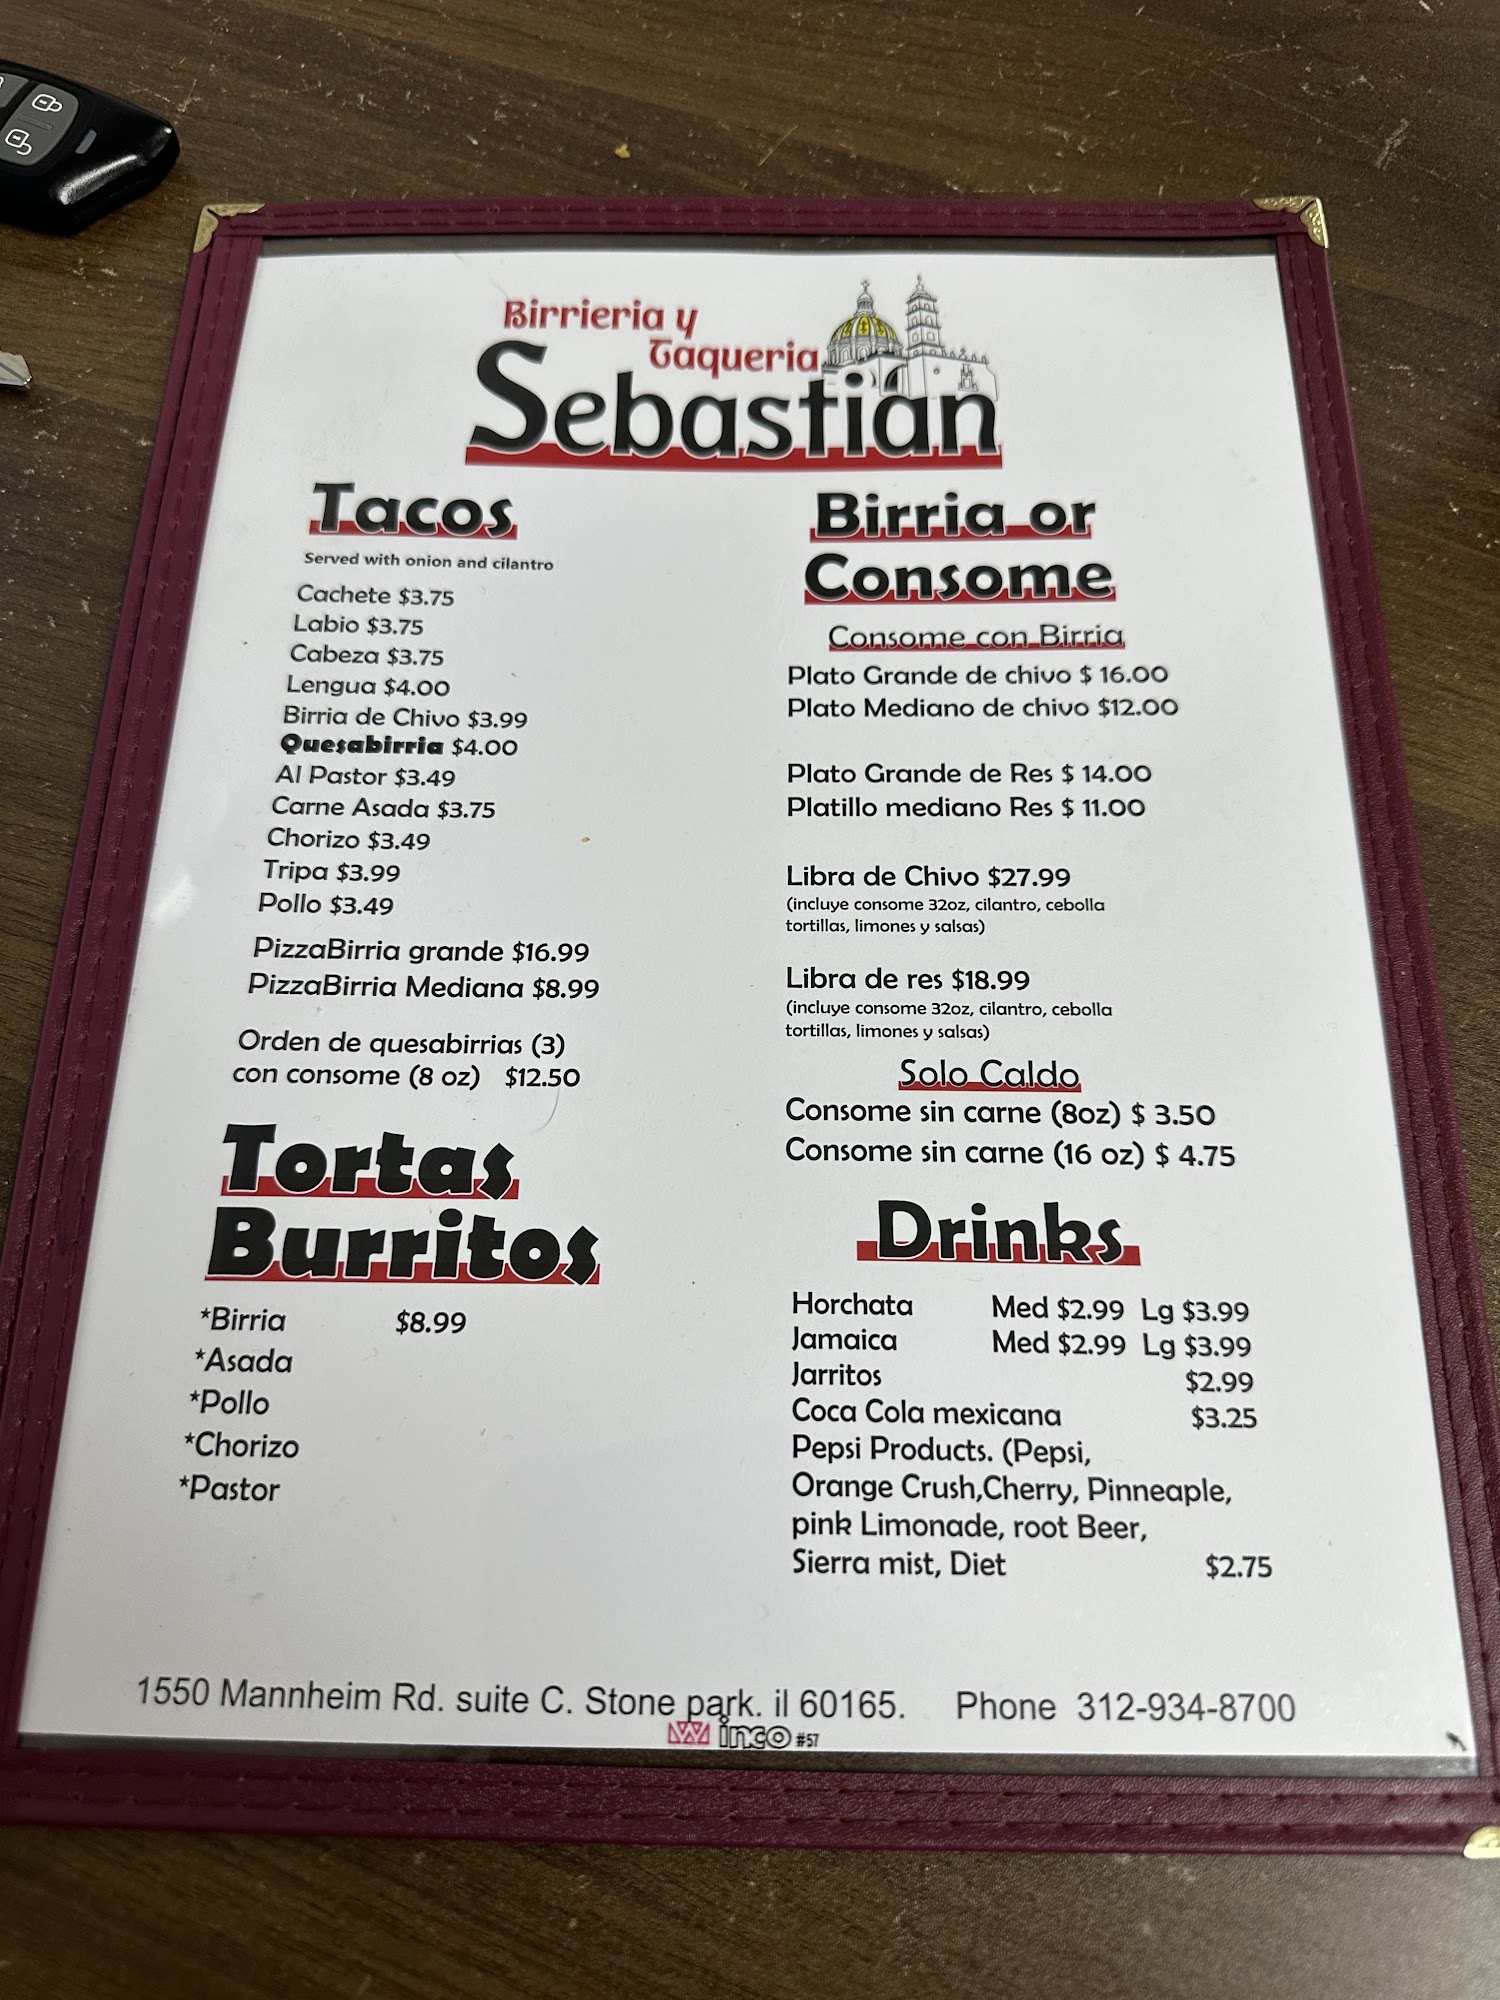 Birrieria y
Taqueria
Sebastian
Tacos
Served with onion and cilantro
Cachete $3.75
Labio $3.75
Cabeza $3.75
Lengua $4.00
Birria de Chivo $3.99
Quesabirria $4.00
Al Pastor $3.49
Carne Asada $3.75
Chorizo $3.49
Tripa $3.99
Pollo $3.49
PizzaBirria grande $16.99
PizzaBirria Mediana $8.99
Orden de quesabirrias (3)
con consome (8 oz) $12.50
Tortas
Burritos
*Birria $8.99
*Asada
*Pollo
*Chorizo
*Pastor
Birria or
Consome
Consome con Birria
Plato Grande de chivo $ 16.00
Plato Mediano de chivo $12.00
Plato Grande de Res $ 14.00
Platillo mediano Res $ 11.00
Libra de Chivo $27.99
(incluye consome 32oz, cilantro, cebolla
tortillas, limones y salsas)
Libra de res $18.99
(incluye consome 32oz, cilantro, cebolla
tortillas, limones y salsas)
Solo Caldo
Consome sin carne (8oz) $ 3.50
Consome sin carne (16 oz) $ 4.75
Drinks
Horchata Med $2.99 Lg $3.99
Jamaica Med $2.99 Lg $3.99
Jarritos $2.99
Coca Cola mexicana $3.25
Pepsi Products. (Pepsi,
Orange Crush,Cherry, Pinneaple,
pink Limonade, root Beer,
Sierra mist, Diet $2.75
1550 Mannheim Rd. suite C. Stone park. il 60165. Phone 312-934-8700
W inco #57